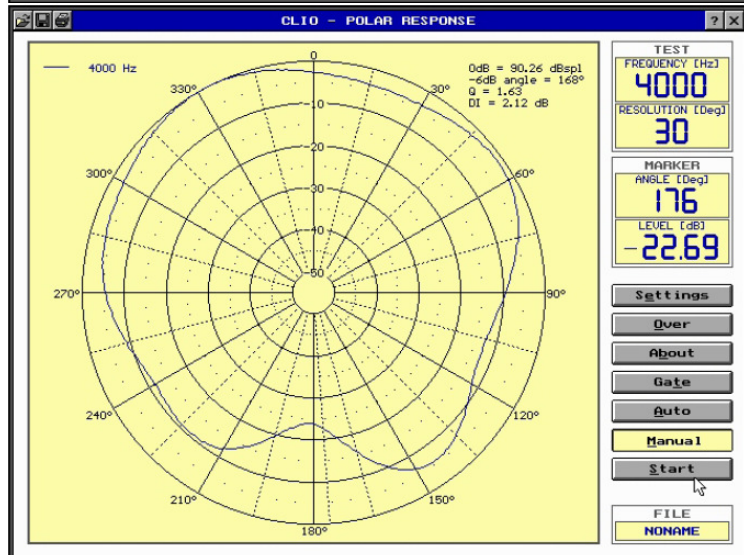 CLIO - POLAR RESPONSE
? X
4000 Hz
0dB = 90.26 dBspl
-6dB angle = 168°
Q = 1.63
DI = 2.12 dB
0
330°
30°
-10
-20
300°
60°
-30
-40
-50
270°
90°
240°
120°
210°
150°
180°
TEST
FREQUENCY [Hz]
4000
RESOLUTION [Deg]
30
MARKER
ANGLE [Deg]
176
LEVEL [dB]
-22.69
Settings
Over
About
Gate
Auto
Manual
Start
FILE
NONAME